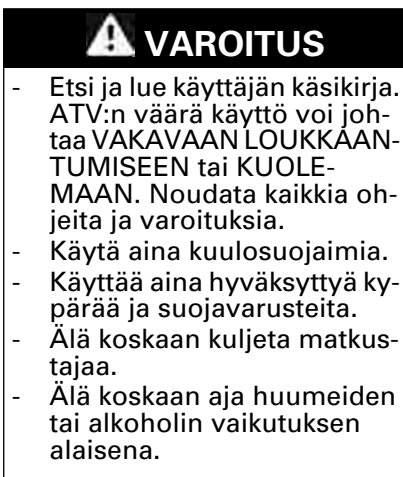 VAROITUS
- Etsi ja lue käyttäjän käsikirja.
ATV:n väärä käyttö voi joh-
taa VAKAVAAN LOUKKAAN-
TUMISEEN tai KUOLE-
MAAN. Noudata kaikkia oh-
jeita ja varoituksia.
- Käytä aina kuulosuojaimia.
- Käyttää aina hyväksyttyä ky-
pärää ja suojavarusteita.
- Älä koskaan kuljeta matkus-
tajaa.
- Älä koskaan aja huumeiden
tai alkoholin vaikutuksen
alaisena.